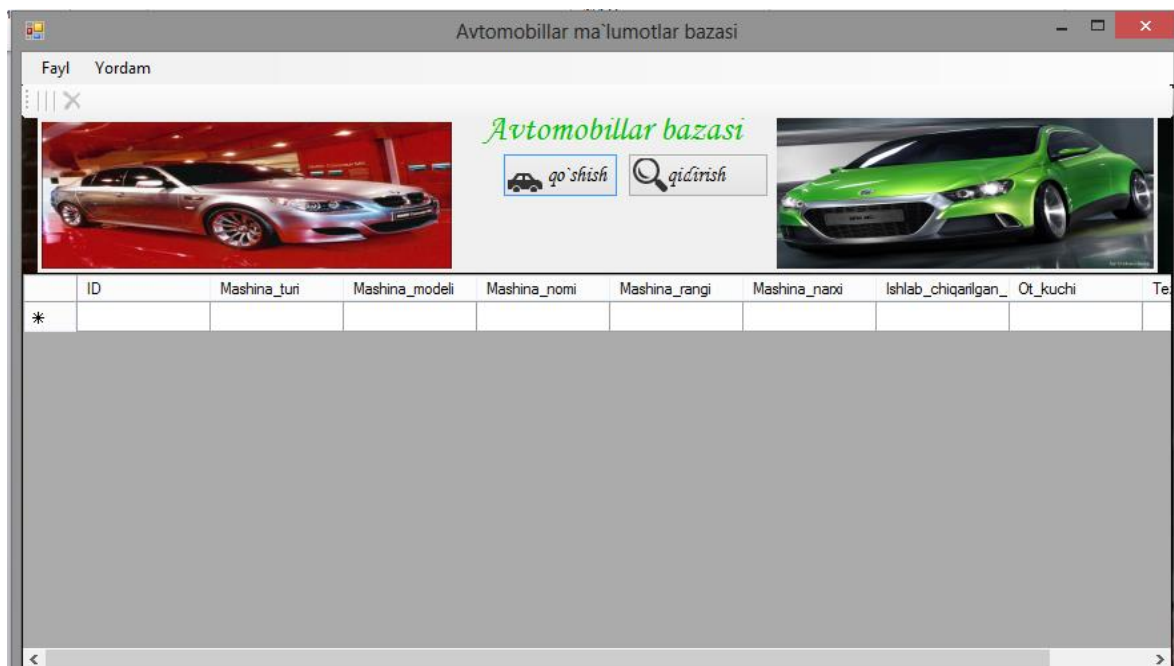 Avtomobillar ma`lumotlar bazasi
Fayl Yordam
Avtomobillar bazasi
qo`shish qidirish
ID Mashina_turi Mashina_modeli Mashina_nomi Mashina_rangi Mashina_narxi Ishlab_chiqarilgan_ Ot_kuchi Te